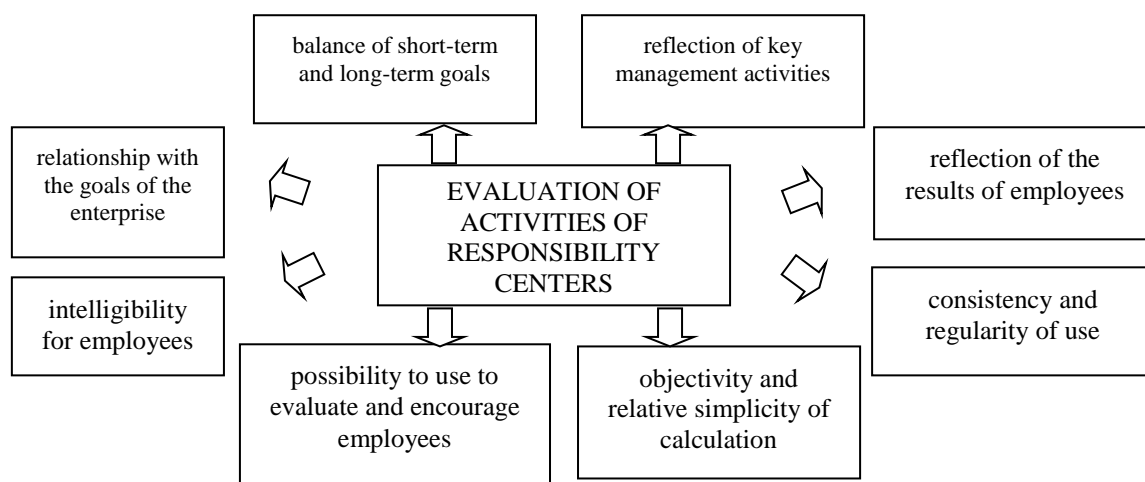 balance of short-term
and long-term goals
reflection of key
management activities
relationship with
the goals of the
enterprise
EVALUATION OF
ACTIVITIES OF
RESPONSIBILITY
CENTERS
reflection of the
results of employees
intelligibility
for employees
consistency and
regularity of use
possibility to use to
evaluate and encourage
employees
objectivity and
relative simplicity of
calculation